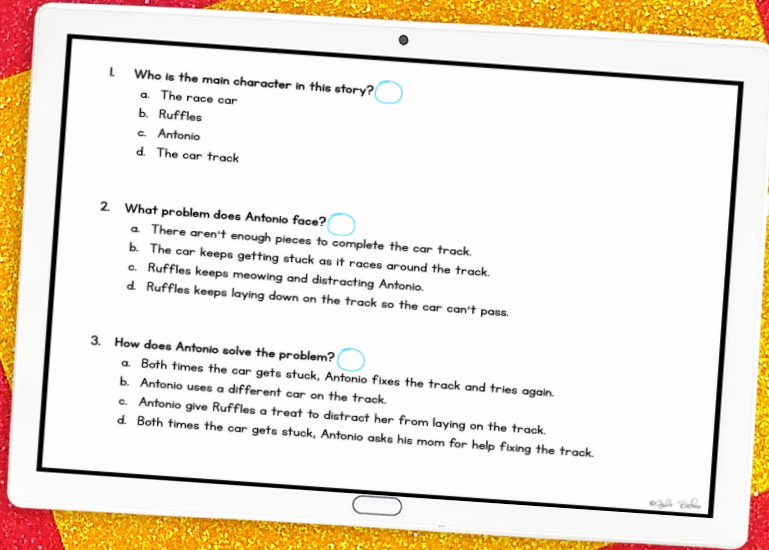 1. Who is the main character in this story?
a. The race car
b. Ruffles
c. Antonio
d. The car track
2. What problem does Antonio face?
a. There aren't enough pieces to complete the car track.
b. The car keeps getting stuck as it races around the track.
c. Ruffles keeps meowing and distracting Antonio.
d. Ruffles keeps laying down on the track so the car can't pass.
3. How does Antonio solve the problem?
a. Both times the car gets stuck, Antonio fixes the track and tries again.
b. Antonio uses a different car on the track.
c. Antonio give Ruffles a treat to distract her from laying on the track.
d. Both times the car gets stuck, Antonio asks his mom for help fixing the track.